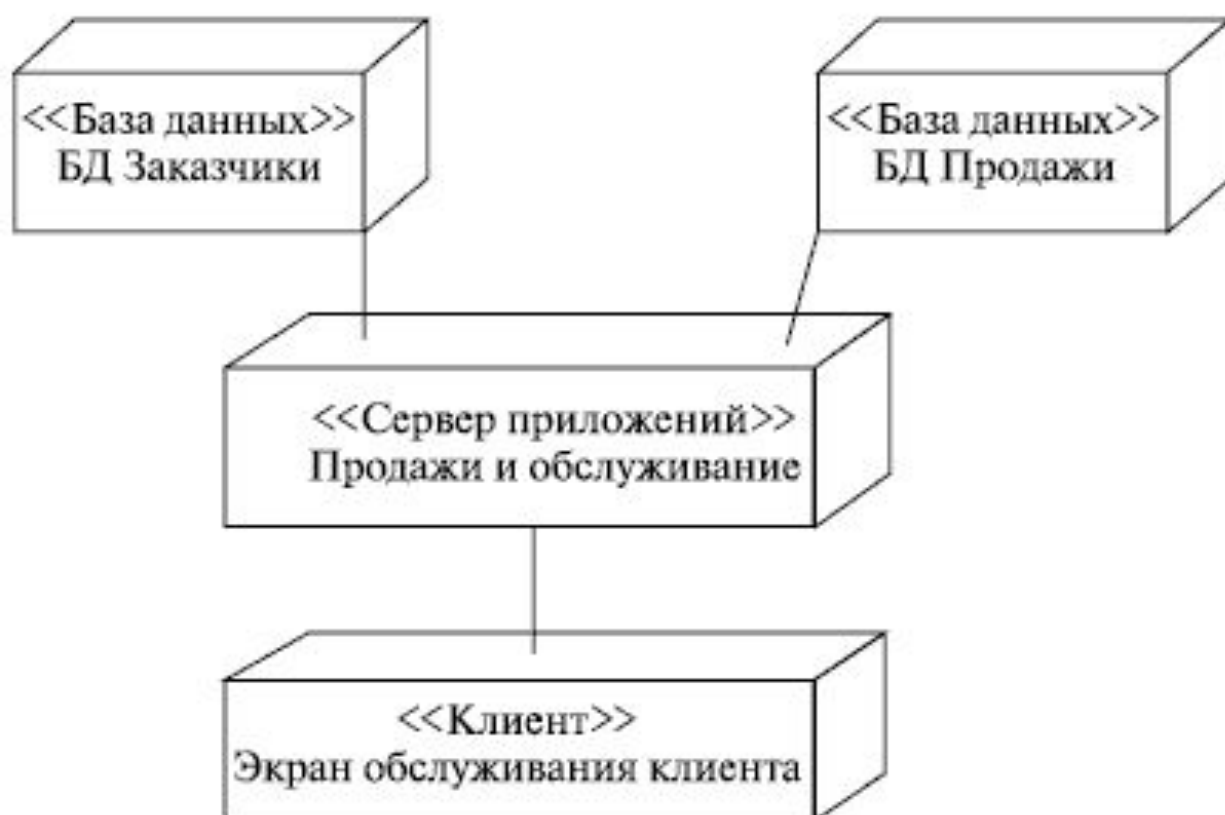 <<База данных>>
БД Заказчики
<<База данных>>
БД Продажи
<<Сервер приложений>>
Продажи и обслуживание
<<Клиент>>
Экран обслуживания клиента